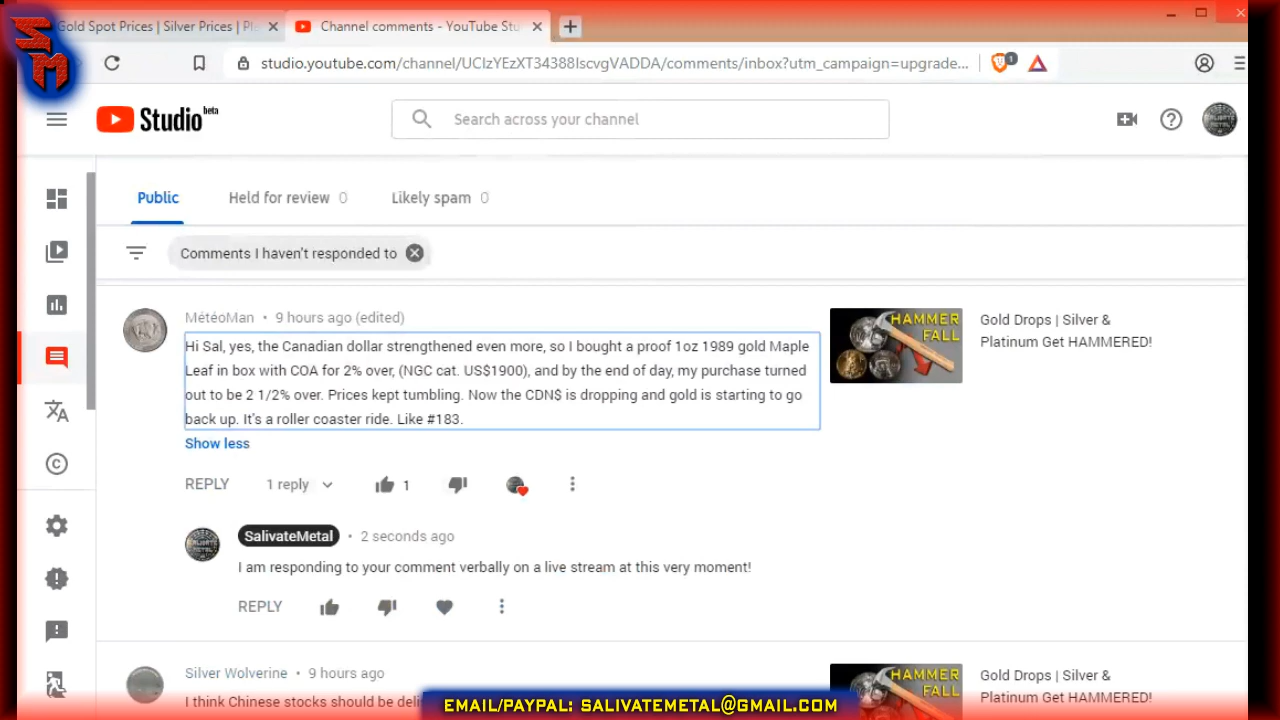 SM
Gold Spot Prices | Silver Prices | Pl
Channel comments - YouTube Stu
studio.youtube.com/channel/UCIzYEzXT34388IscvgVADDA/comments/inbox?utm_campaign=upgrade...
1
Studio beta
Search across your channel
SALIVATE METAL
Public
Held for review 0
Likely spam 0
Comments I haven't responded to
MétéoMan • 9 hours ago (edited)
Hi Sal, yes, the Canadian dollar strengthened even more, so I bought a proof 1oz 1989 gold Maple
Leaf in box with COA for 2% over, (NGC cat. US$1900), and by the end of day, my purchase turned
out to be 2 1/2% over. Prices kept tumbling. Now the CDN$ is dropping and gold is starting to go
back up. It's a roller coaster ride. Like #183.
Show less
REPLY
1 reply
1
HAMMER
FALL
Gold Drops | Silver &
Platinum Get HAMMERED!
SalivateMetal • 2 seconds ago
I am responding to your comment verbally on a live stream at this very moment!
REPLY
Silver Wolverine • 9 hours ago
I think Chinese stocks should be deli
HAMMER
Gold Drops | Silver &
Platinum Get HAMMERED!
EMAIL/PAYPAL: SALIVATEMETAL@GMAIL.COM